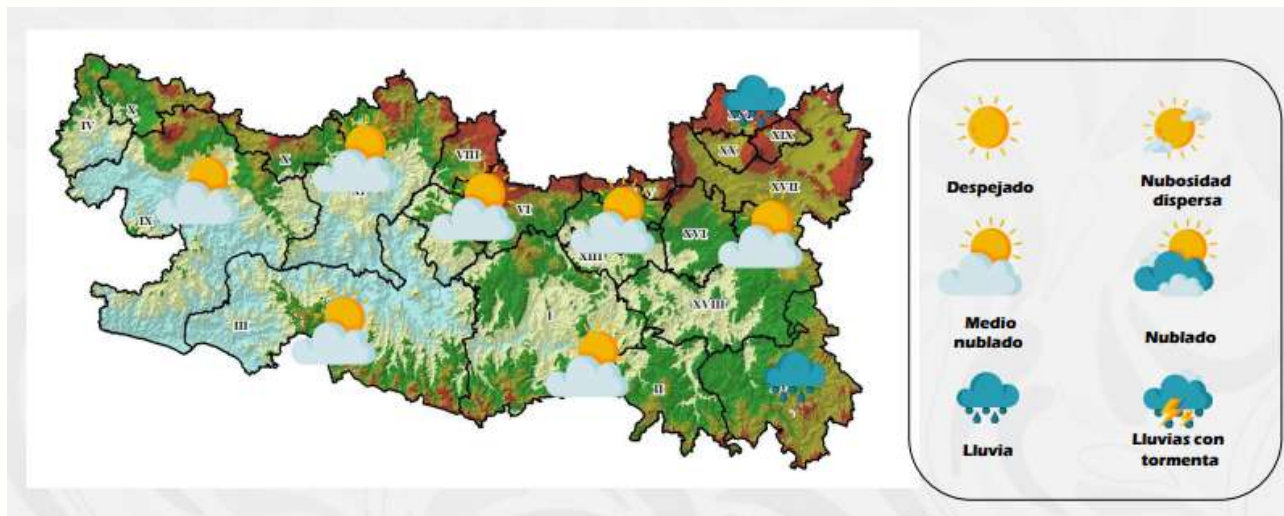 IV
X
IX
X
VIII
VI
V
XIII
XVI
XX
XIX
XVII
XVIII
III
I
II
Despejado
Nubosidad
dispersa
Medio
nublado
Nublado
Lluvia
Lluvias con
tormenta